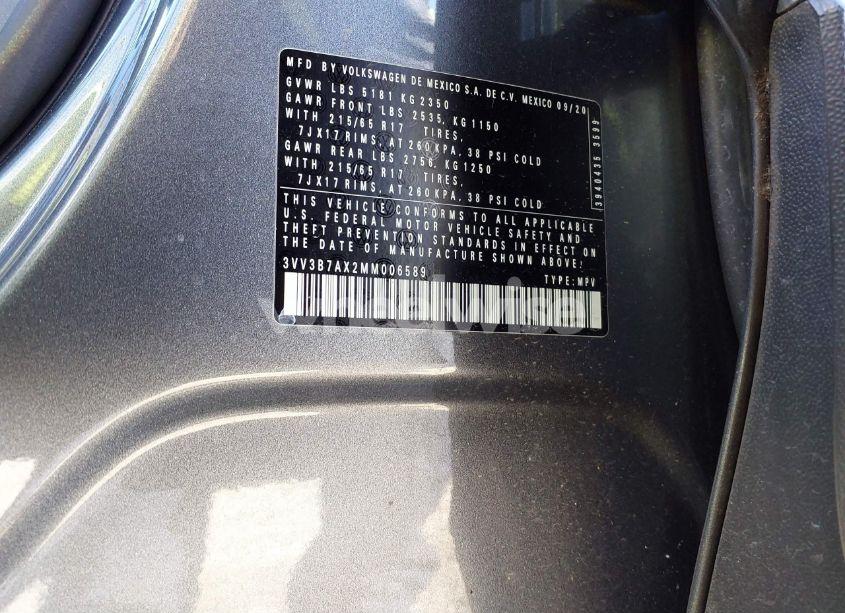 MFD BY VOLKSWAGEN DE MEXICO S.A. DE C.V. MEXICO 09/20
GVWR LBS 5181 KG 2350
GAWR FRONT LBS 2535, KG 1150
WITH 215/65 R17 TIRES,
7JX17 RIMS, AT 260 KPA, 38 PSI COLD
GAWR REAR LBS 2756, KG 1250
WITH 215/65 R17 TIRES,
7JX17 RIMS, AT 260 KPA, 38 PSI COLD
3940435 3599
THIS VEHICLE CONFORMS TO ALL APPLICABLE
U.S. FEDERAL MOTOR VEHICLE SAFETY AND
THEFT PREVENTION STANDARDS IN EFFECT ON
THE DATE OF MANUFACTURE SHOWN ABOVE.
3VV3B7AX2MM006589
TYPE: MPV